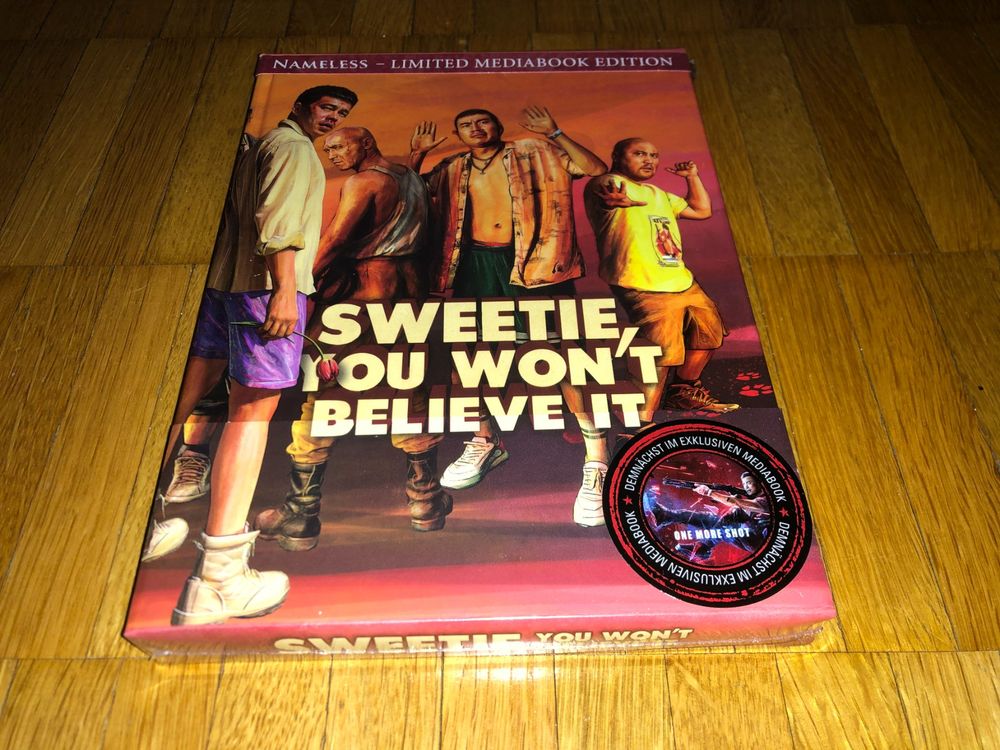 NAMELESS – LIMITED MEDIABOOK EDITION
SWEETIE,
YOU WON'T
BELIEVE IT
DEMNÄCHST IM EXKLUSIVEN MEDIABOOK ★ DEMNÄCHST IM EXKLUSIVEN MEDIABOOK ★
ONE MORE SHOT
SWEETIE YOU WON'T